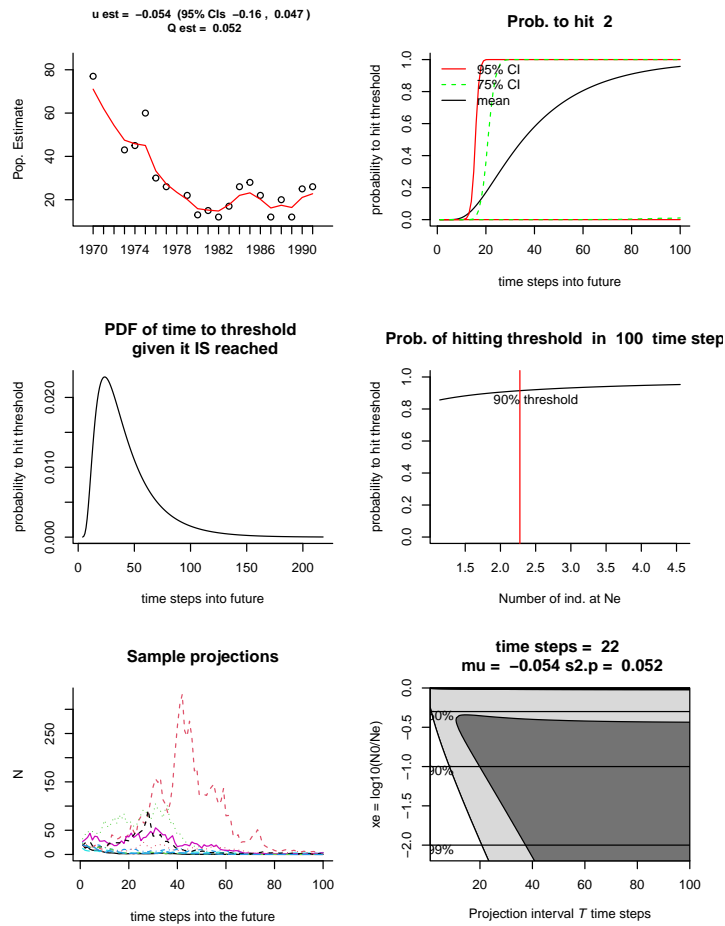 u est = −0.054 (95% CIs −0.16 , 0.047 )
Q est = 0.052
Pop. Estimate
20 40 60 80
1970 1974 1978 1982 1986 1990
Prob. to hit 2
probability to hit threshold
0.0 0.2 0.4 0.6 0.8 1.0
95% CI
75% CI
mean
0 20 40 60 80 100
time steps into future
PDF of time to threshold
given it IS reached
probability to hit threshold
0.000 0.010 0.020
0 50 100 150 200
time steps into future
Prob. of hitting threshold in 100 time step
probability to hit threshold
0.0 0.2 0.4 0.6 0.8 1.0
90% threshold
1.5 2.0 2.5 3.0 3.5 4.0 4.5
Number of ind. at Ne
Sample projections
N
0 50 150 250
0 20 40 60 80 100
time steps into the future
time steps = 22
mu = −0.054 s2.p = 0.052
xe = log10(N0/Ne)
−2.0 −1.5 −1.0 −0.5 0.0
0%
90%
99%
20 40 60 80 100
Projection interval T time steps